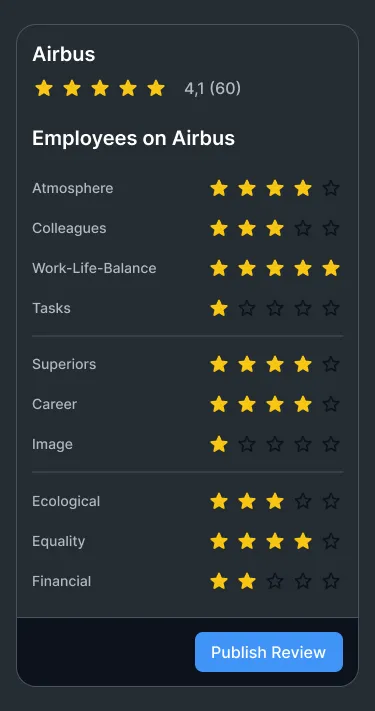 Airbus
4,1 (60)
Employees on Airbus
Atmosphere
Colleagues
Work-Life-Balance
Tasks
Superiors
Career
Image
Ecological
Equality
Financial
Publish Review